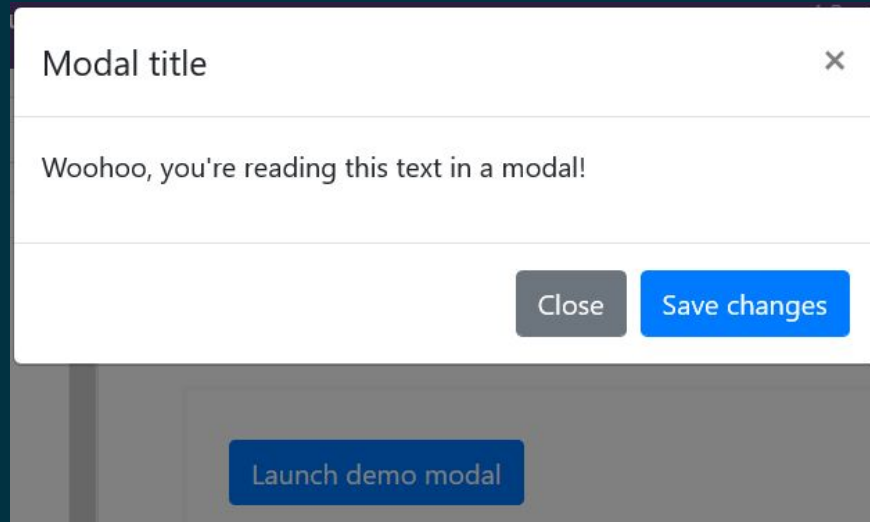 Modal title
×
Woohoo, you're reading this text in a modal!
Close
Save changes
Launch demo modal